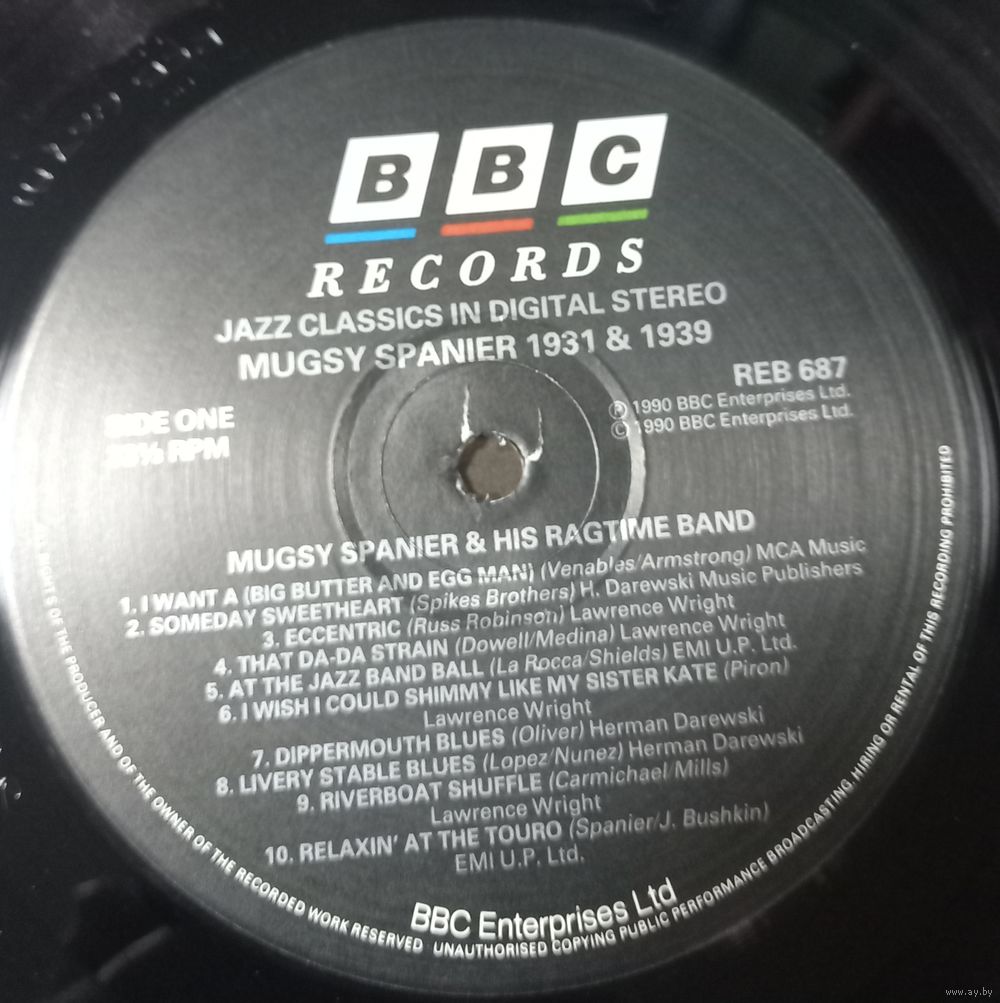 BBC
RECORDS
JAZZ CLASSICS IN DIGITAL STEREO
MUGSY SPANIER 1931 & 1939
REB 687
Ⓟ 1990 BBC Enterprises Ltd.
© 1990 BBC Enterprises Ltd.
SIDE ONE
33⅓ RPM
MUGSY SPANIER & HIS RAGTIME BAND
1. I WANT A (BIG BUTTER AND EGG MAN) (Venables/Armstrong) MCA Music
2. SOMEDAY SWEETHEART (Spikes Brothers) H. Darewski Music Publishers
3. ECCENTRIC (Russ Robinson) Lawrence Wright
4. THAT DA-DA STRAIN (Dowell/Medina) Lawrence Wright
5. AT THE JAZZ BAND BALL (La Rocca/Shields) EMI U.P. Ltd.
6. I WISH I COULD SHIMMY LIKE MY SISTER KATE (Piron)
Lawrence Wright
7. DIPPERMOUTH BLUES (Oliver) Herman Darewski
8. LIVERY STABLE BLUES (Lopez/Nunez) Herman Darewski
9. RIVERBOAT SHUFFLE (Carmichael/Mills)
Lawrence Wright
10. RELAXIN' AT THE TOURO (Spanier/J. Bushkin)
EMI U.P. Ltd.
BBC Enterprises Ltd
RIGHTS OF THE PRODUCER AND OF THE OWNER OF THE RECORDED WORK RESERVED UNAUTHORISED COPYING PUBLIC PERFORMANCE BROADCASTING HIRING OR RENTAL OF THIS RECORDING PROHIBITED
www.ay.by